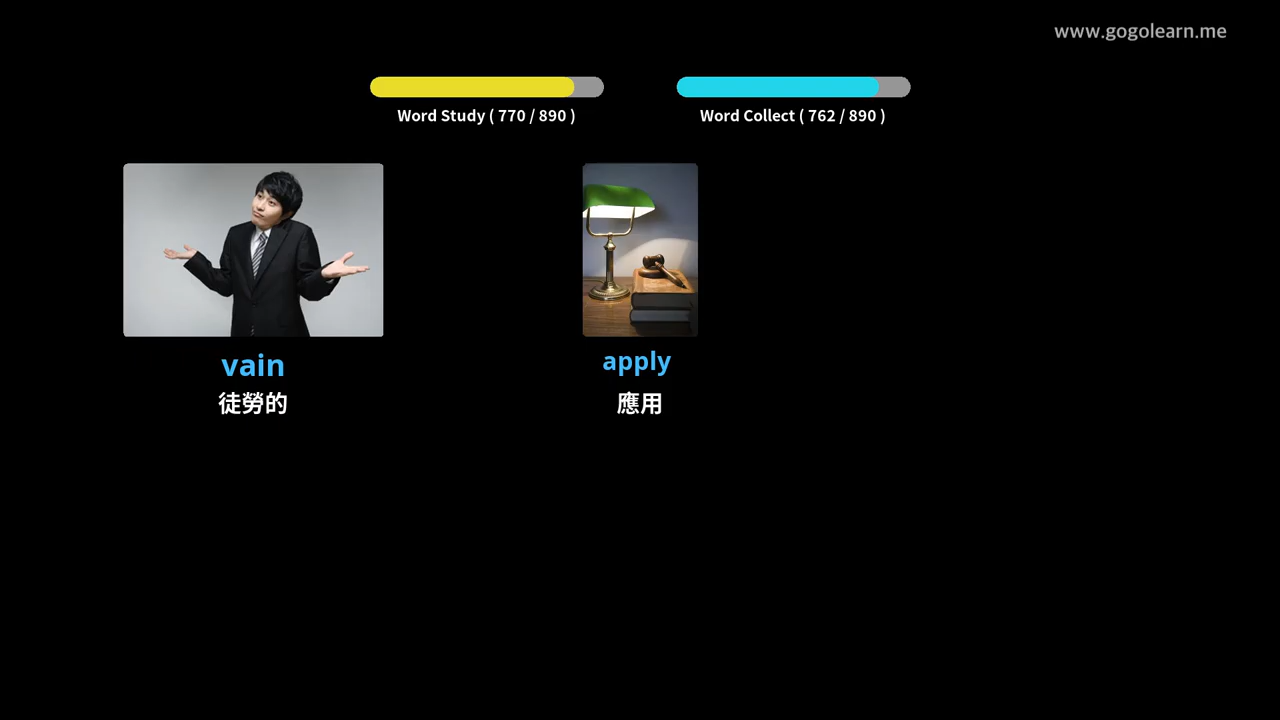 www.gogolearn.me
Word Study ( 770 / 890 )
Word Collect ( 762 / 890 )
vain
徒勞的
apply
應用